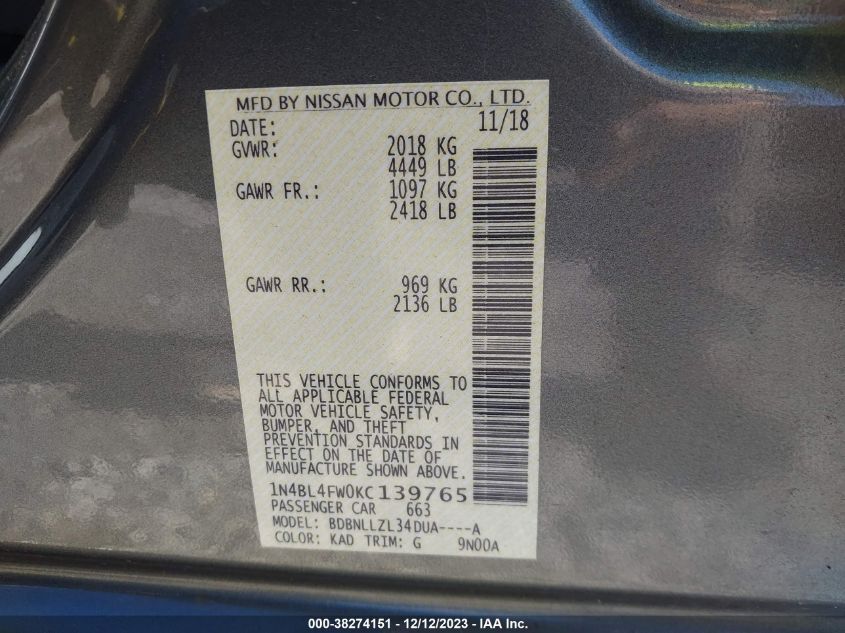 MFD BY NISSAN MOTOR CO., LTD.
DATE: 11/18
GVWR: 2018 KG
4449 LB
GAWR FR.: 1097 KG
2418 LB
GAWR RR.: 969 KG
2136 LB
THIS VEHICLE CONFORMS TO
ALL APPLICABLE FEDERAL
MOTOR VEHICLE SAFETY,
BUMPER, AND THEFT
PREVENTION STANDARDS IN
EFFECT ON THE DATE OF
MANUFACTURE SHOWN ABOVE.
1N4BL4FW0KC139765
PASSENGER CAR 663
MODEL: BDBNLLZL34DUA----A
COLOR: KAD TRIM: G 9N00A
000-38274151 - 12/12/2023 - IAA Inc.